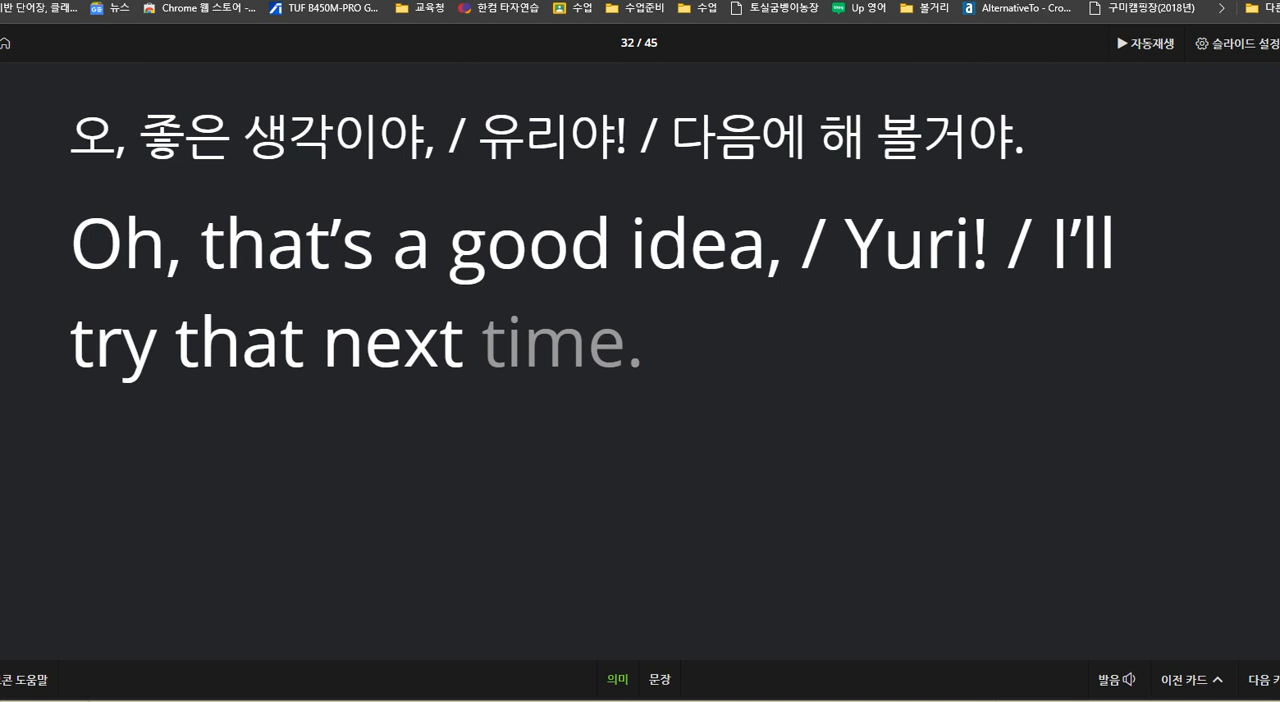 기반 단어장, 클래... 뉴스 Chrome 웹 스토어 -... TUF B450M-PRO G... 교육청 한컴 타자연습 수업 수업준비 수업 토실궁뱅이농장 Up 영어 볼거리 AlternativeTo - Cro... 구미캠핑장(2018년)
32 / 45 자동재생 슬라이드 설정
오, 좋은 생각이야, / 유리야! / 다음에 해 볼거야.
Oh, that’s a good idea, / Yuri! / I’ll
try that next time.
도움말 의미 문장 발음 이전 카드 다음